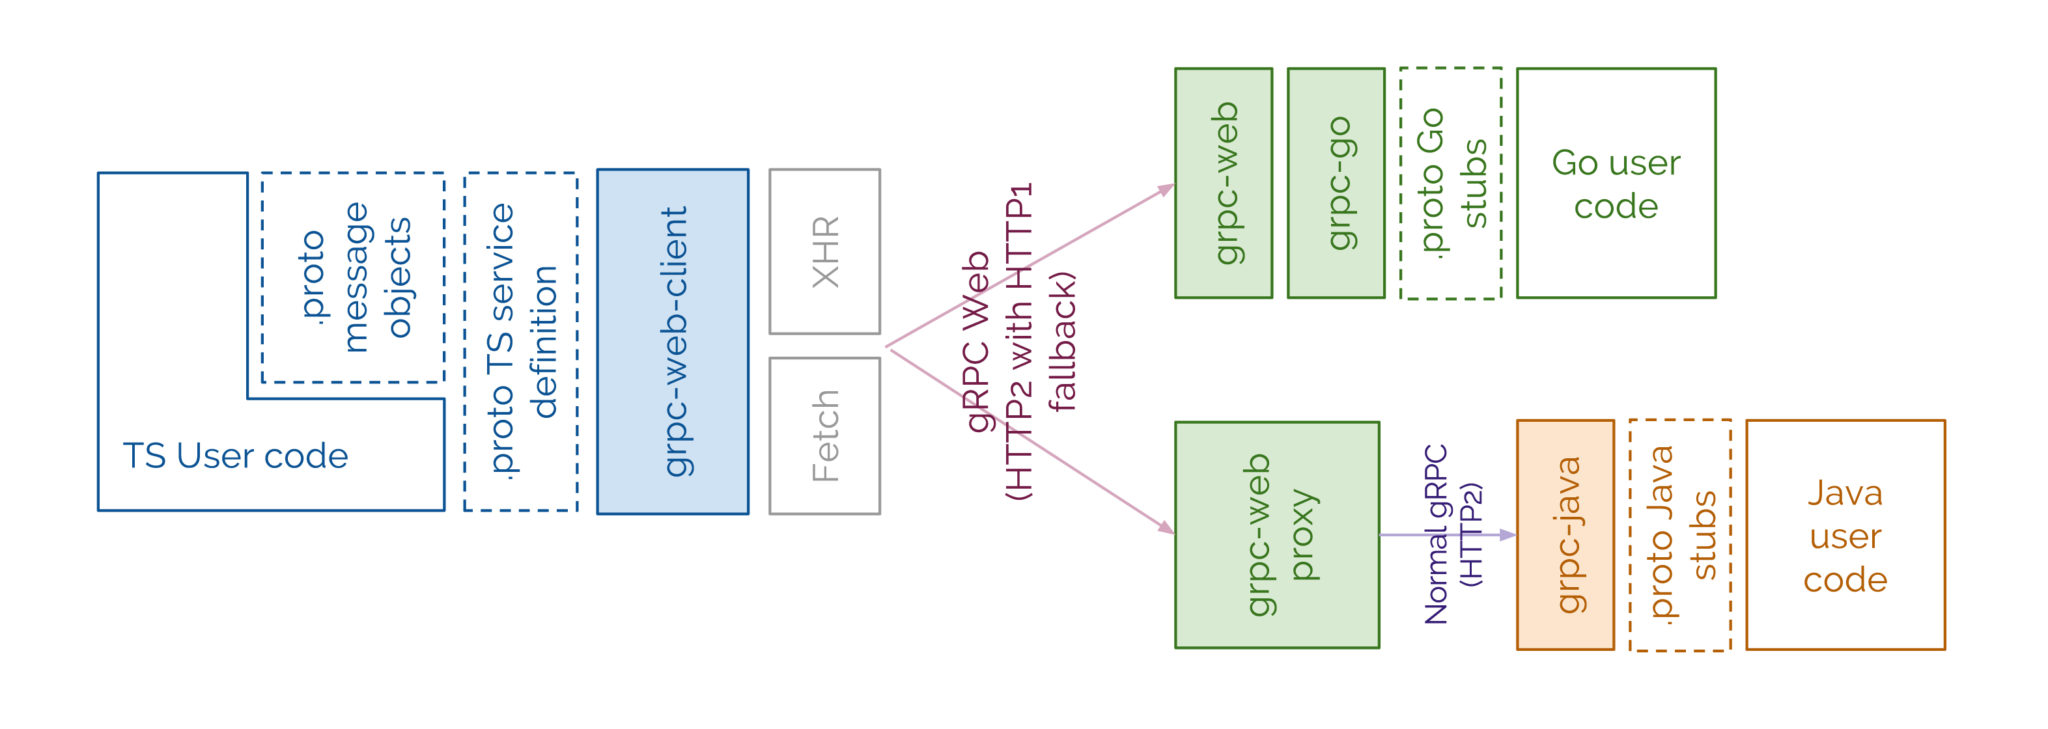 TS User code
.proto
message
objects
.proto TS service
definition
grpc-web-client
XHR
Fetch
gRPC Web
(HTTP2 with HTTP1
fallback)
grpc-web
grpc-go
.proto Go
stubs
Go user
code
grpc-web
proxy
Normal gRPC
(HTTP2)
grpc-java
.proto Java
stubs
Java
user
code